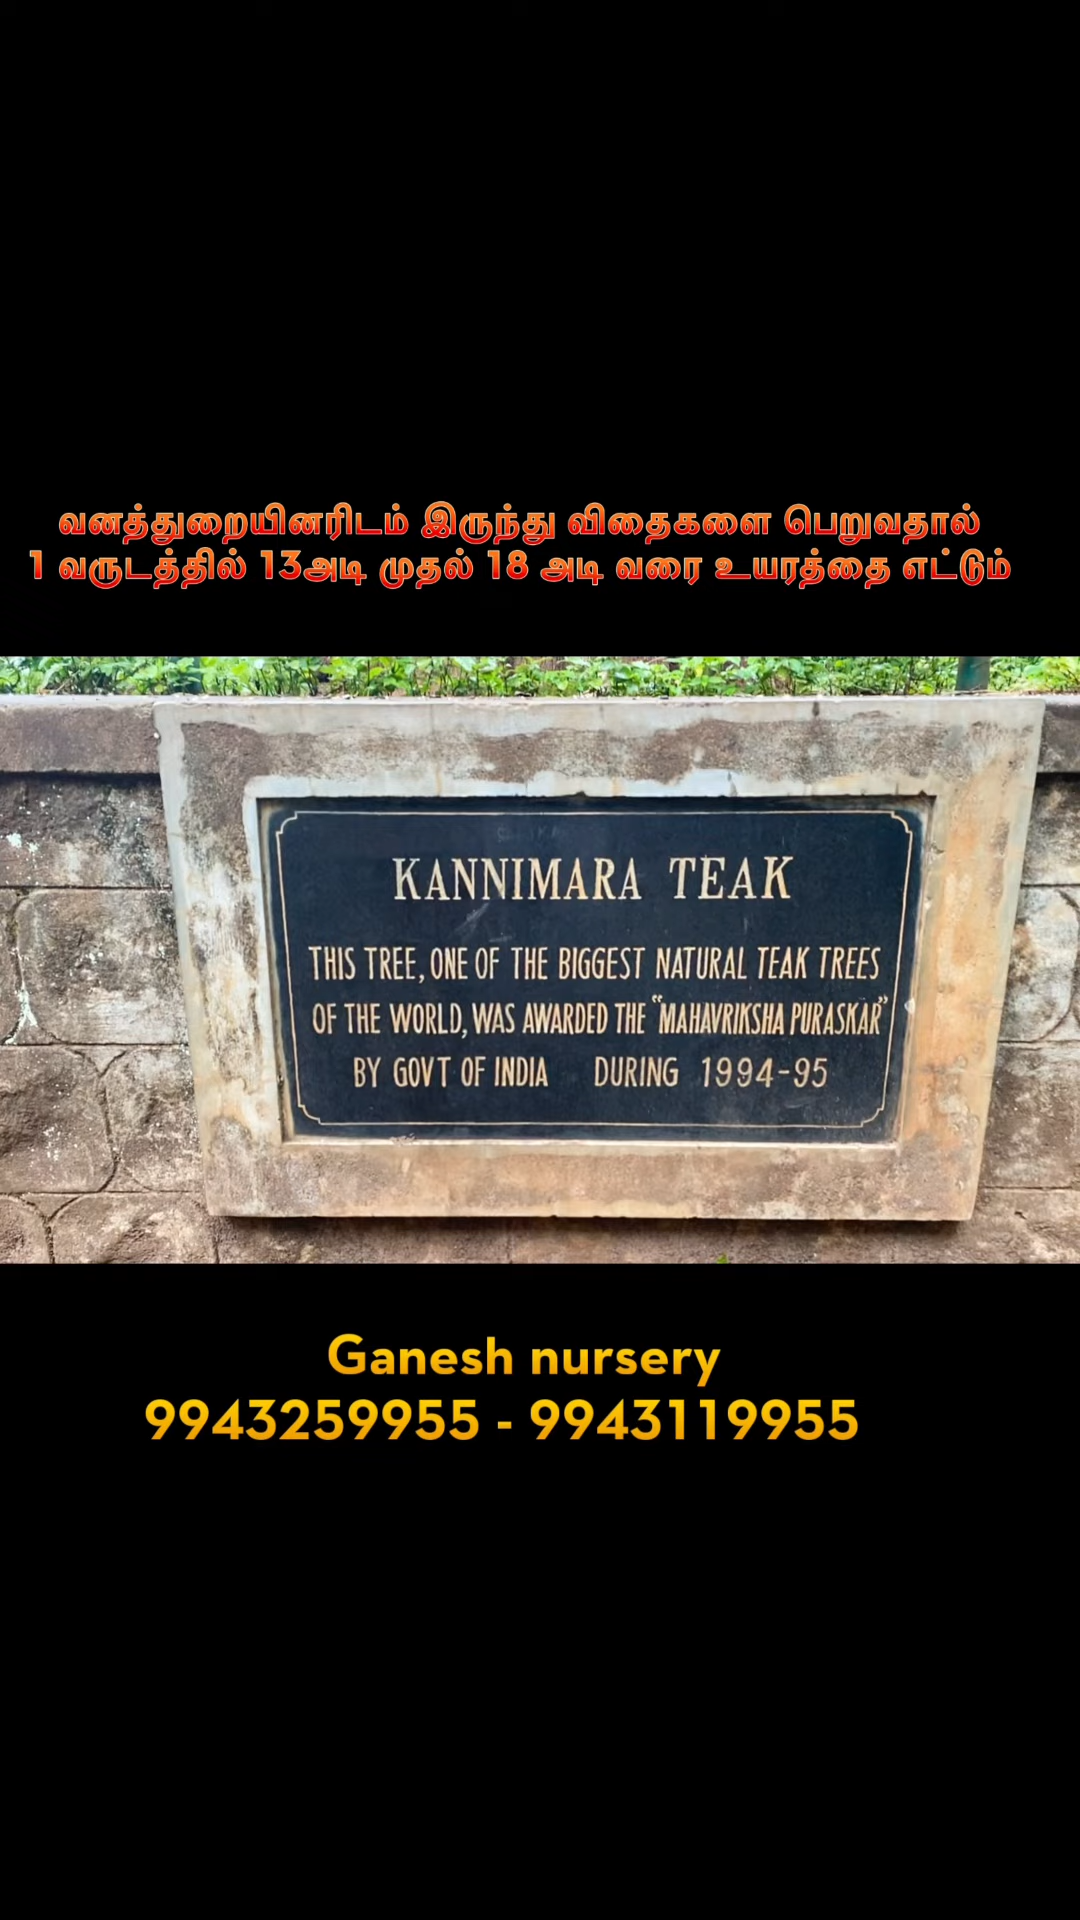 வனத்துறையினரிடம் இருந்து விதைகளை பெறுவதால்
1 வருடத்தில் 13அடி முதல் 18 அடி வரை உயரத்தை எட்டும்
KANNIMARA TEAK
THIS TREE, ONE OF THE BIGGEST NATURAL TEAK TREES
OF THE WORLD, WAS AWARDED THE "MAHAVRIKSHA PURASKAR"
BY GOVT OF INDIA DURING 1994-95
Ganesh nursery
9943259955 - 9943119955